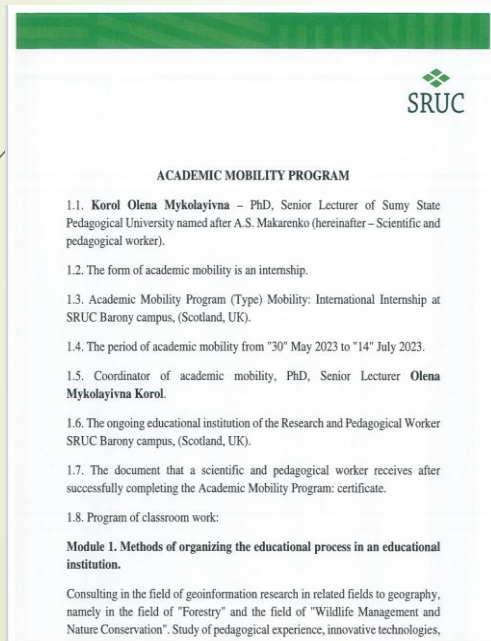 SRUC
ACADEMIC MOBILITY PROGRAM
1.1. Korol Olena Mykolayivna – PhD, Senior Lecturer of Sumy State
Pedagogical University named after A.S. Makarenko (hereinafter – Scientific and
pedagogical worker).
1.2. The form of academic mobility is an internship.
1.3. Academic Mobility Program (Type) Mobility: International Internship at
SRUC Barony campus, (Scotland, UK).
1.4. The period of academic mobility from "30" May 2023 to "14" July 2023.
1.5. Coordinator of academic mobility, PhD, Senior Lecturer Olena
Mykolayivna Korol.
1.6. The ongoing educational institution of the Research and Pedagogical Worker
SRUC Barony campus, (Scotland, UK).
1.7. The document that a scientific and pedagogical worker receives after
successfully completing the Academic Mobility Program: certificate.
1.8. Program of classroom work:
Module 1. Methods of organizing the educational process in an educational
institution.
Consulting in the field of geoinformation research in related fields to geography,
namely in the field of "Forestry" and the field of "Wildlife Management and
Nature Conservation". Study of pedagogical experience, innovative technologies,